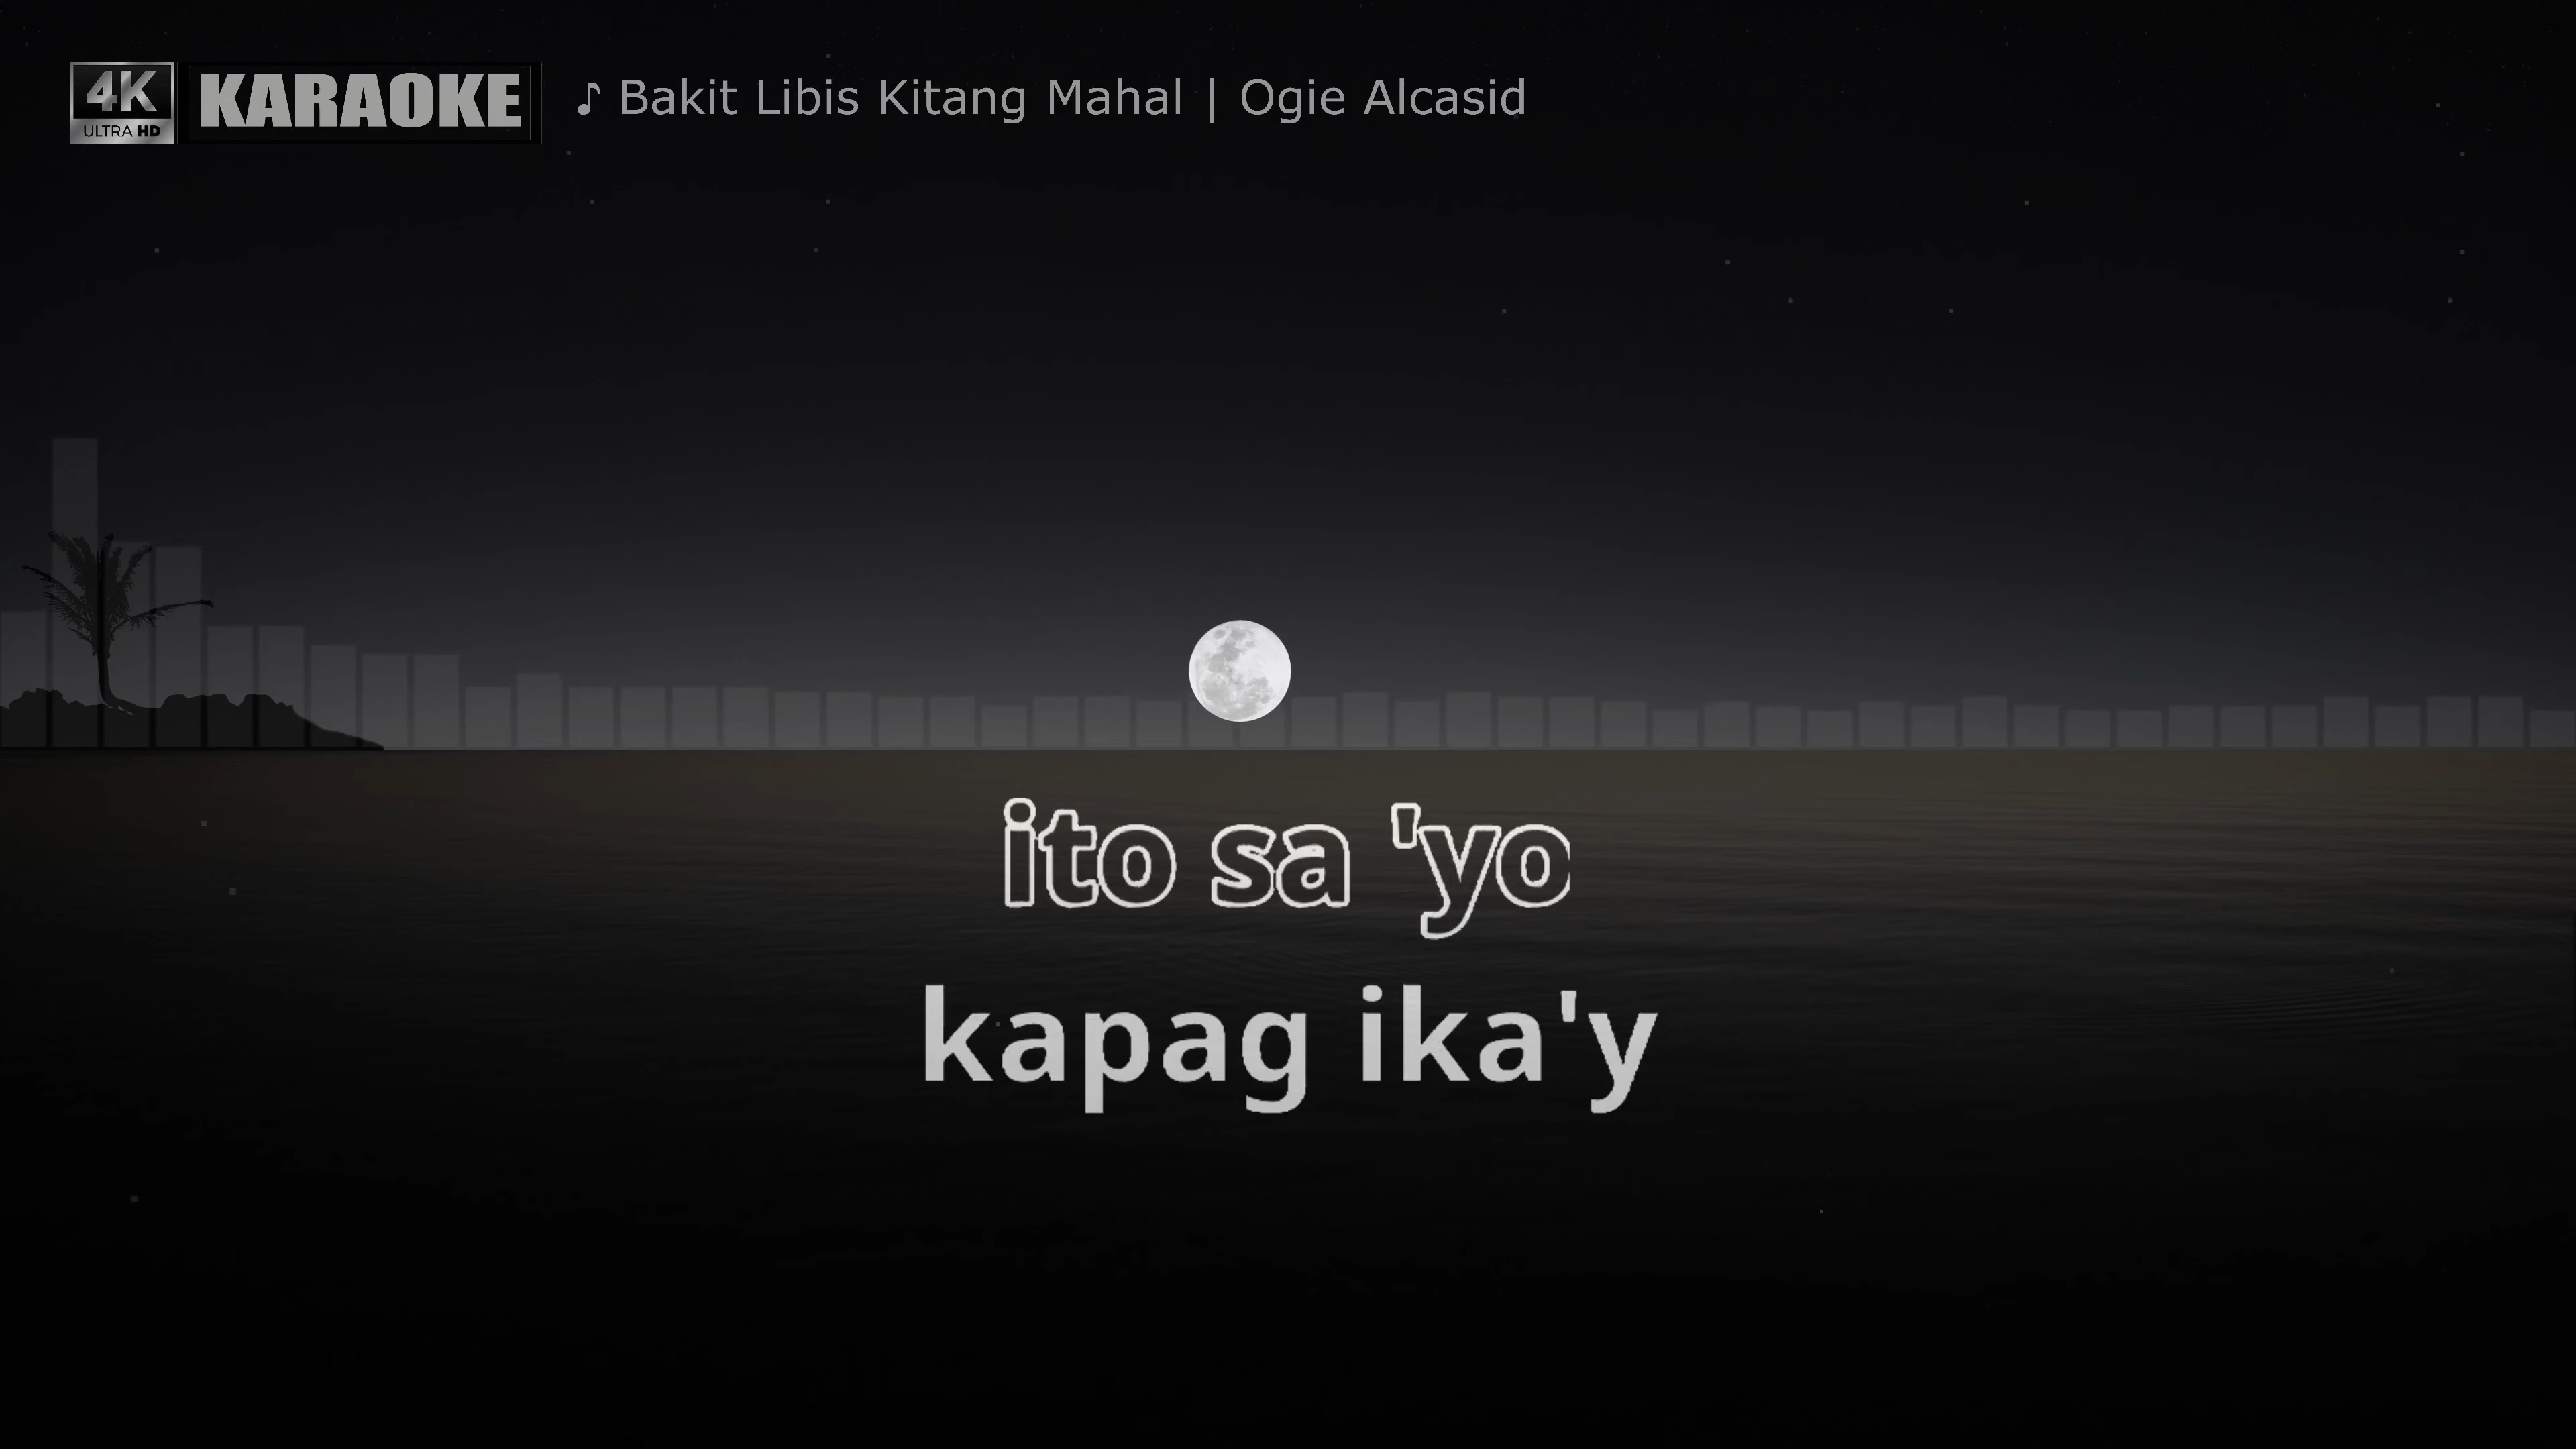 4K ULTRA HD KARAOKE ♪ Bakit Libis Kitang Mahal | Ogie Alcasid
ito sa 'yo
kapag ika'y